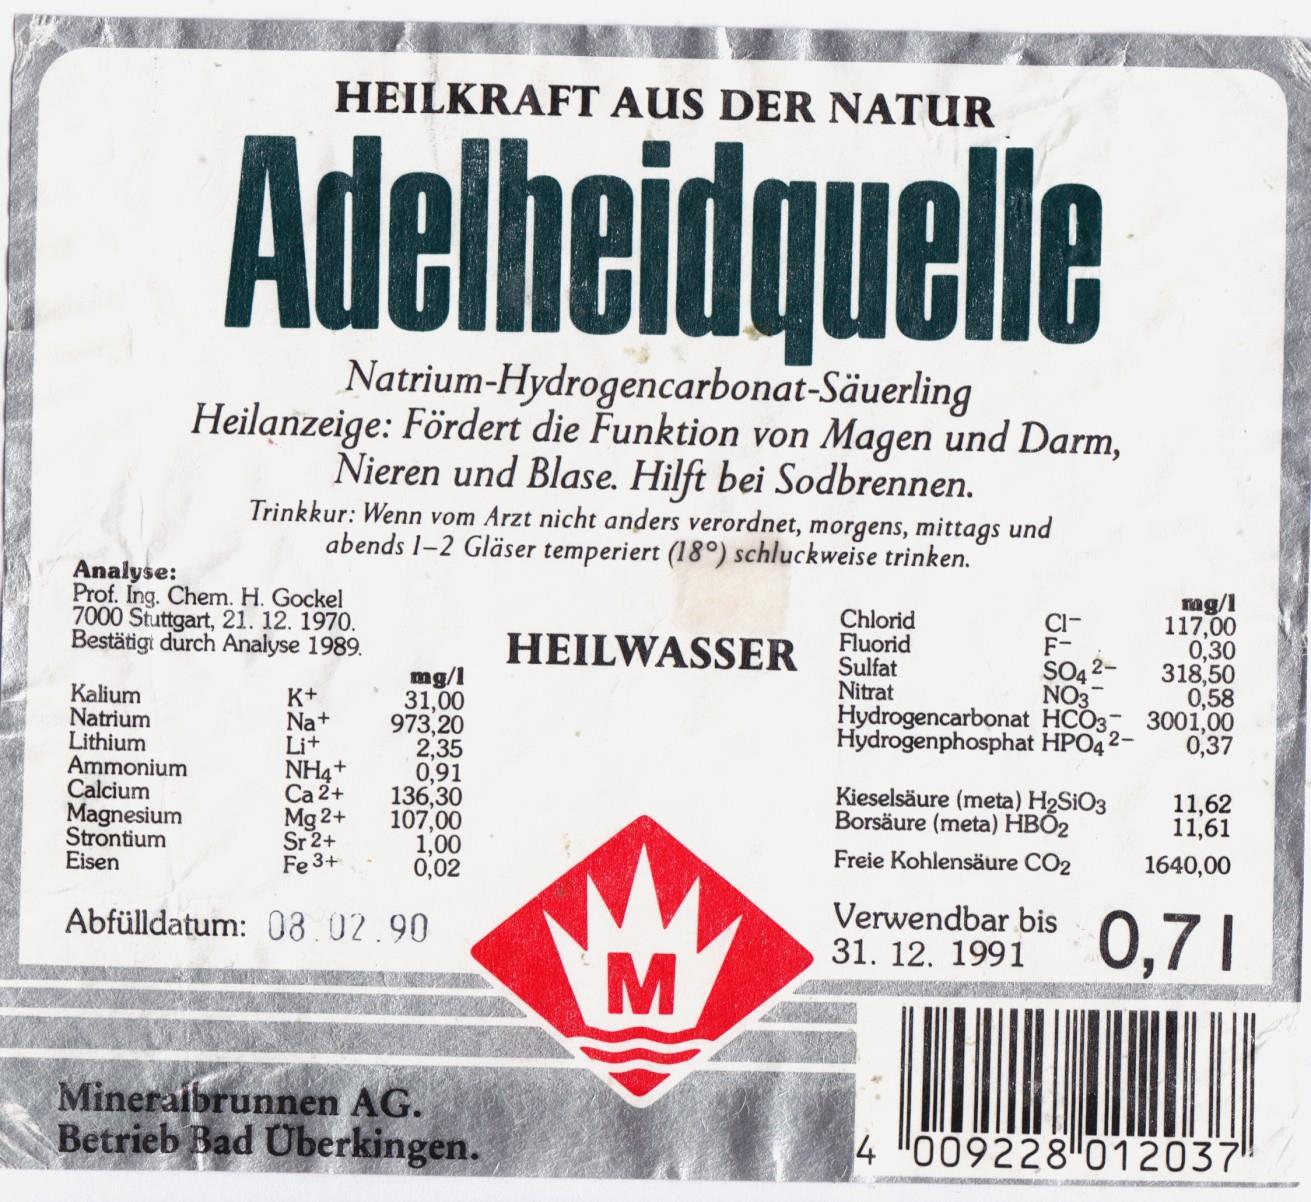 HEILKRAFT AUS DER NATUR
Adelheidquelle
Natrium-Hydrogencarbonat-Säuerling
Heilanzeige: Fördert die Funktion von Magen und Darm,
Nieren und Blase. Hilft bei Sodbrennen.
Trinkkur: Wenn vom Arzt nicht anders verordnet, morgens, mittags und
abends 1–2 Gläser temperiert (18°) schluckweise trinken.
Analyse:
Prof. Ing. Chem. H. Gockel
7000 Stuttgart, 21. 12. 1970.
Bestätigt durch Analyse 1989.
mg/l
Kalium K+ 31,00
Natrium Na+ 973,20
Lithium Li+ 2,35
Ammonium NH4+ 0,91
Calcium Ca2+ 136,30
Magnesium Mg2+ 107,00
Strontium Sr2+ 1,00
Eisen Fe3+ 0,02
Abfülldatum: 08.02.90
HEILWASSER
M
mg/l
Chlorid Cl– 117,00
Fluorid F– 0,30
Sulfat SO4 2– 318,50
Nitrat NO3– 0,58
Hydrogencarbonat HCO3– 3001,00
Hydrogenphosphat HPO4 2– 0,37
Kieselsäure (meta) H2SiO3 11,62
Borsäure (meta) HBO2 11,61
Freie Kohlensäure CO2 1640,00
Verwendbar bis
31. 12. 1991
0,7 l
Mineralbrunnen AG.
Betrieb Bad Überkingen.
4 009228 012037